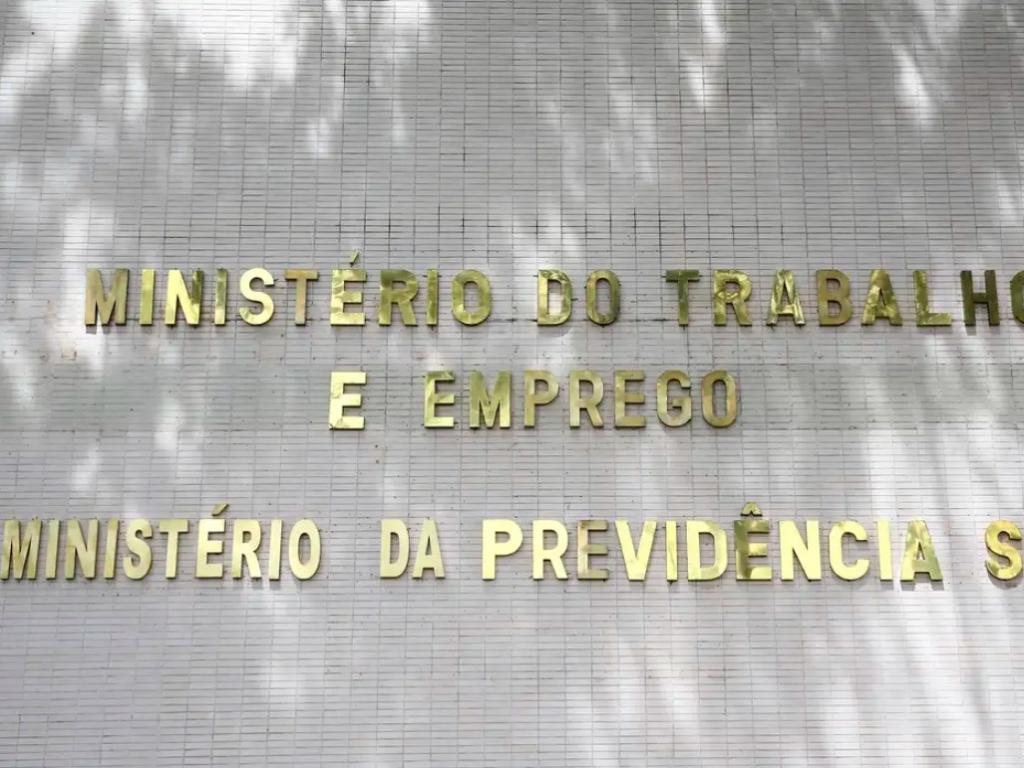 MINISTÉRIO DO TRABALHO
E EMPREGO
MINISTÉRIO DA PREVIDÊNCIA S